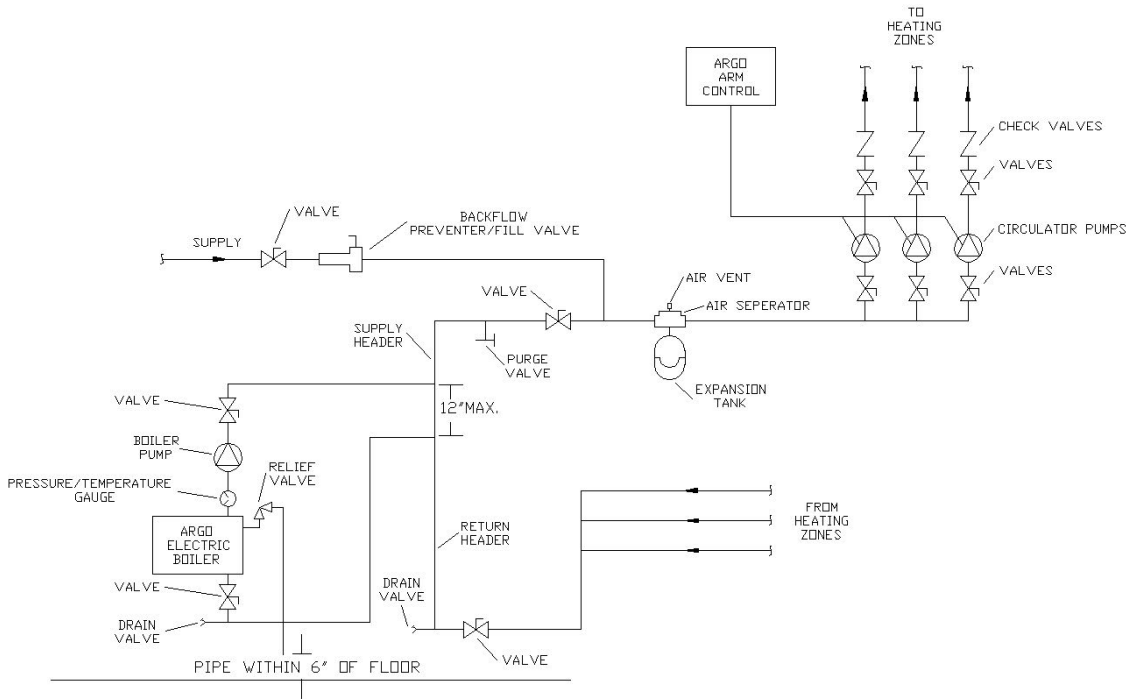 TO
HEATING
ZONES
ARGO
ARM
CONTROL
CHECK VALVES
VALVES
VALVE
BACKFLOW
PREVENTER/FILL VALVE
SUPPLY
CIRCULATOR PUMPS
AIR VENT
VALVES
VALVE
AIR SEPERATOR
SUPPLY
HEADER
PURGE
VALVE
EXPANSION
TANK
VALVE
12"MAX.
BOILER
PUMP
RELIEF
VALVE
PRESSURE/TEMPERATURE
GAUGE
ARGO
ELECTRIC
BOILER
FROM
HEATING
ZONES
RETURN
HEADER
VALVE
DRAIN
VALVE
DRAIN
VALVE
VALVE
PIPE WITHIN 6" OF FLOOR